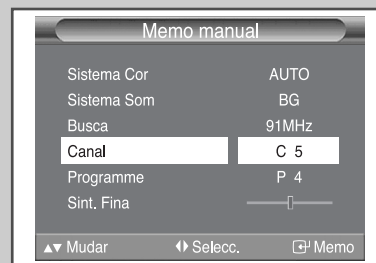 Memo manual
Sistema Cor AUTO
Sistema Som BG
Busca 91MHz
Canal C 5
Programme P 4
Sint. Fina
▲▼ Mudar ◀▶ Selecc. Memo